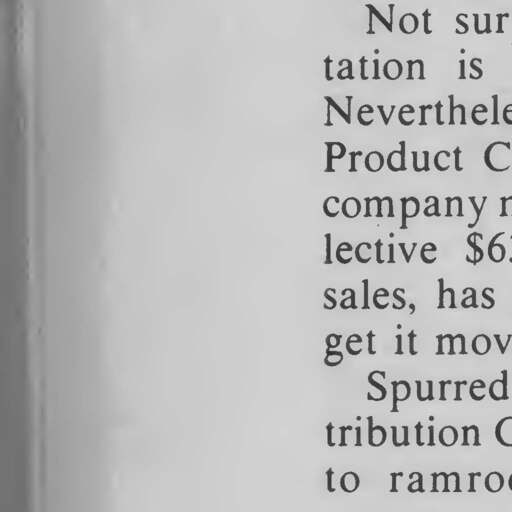 Not sur
tation is
Neverthele
Product C
company
lective $6
sales, has
get it mov
Spurred
tribution C
to ramro